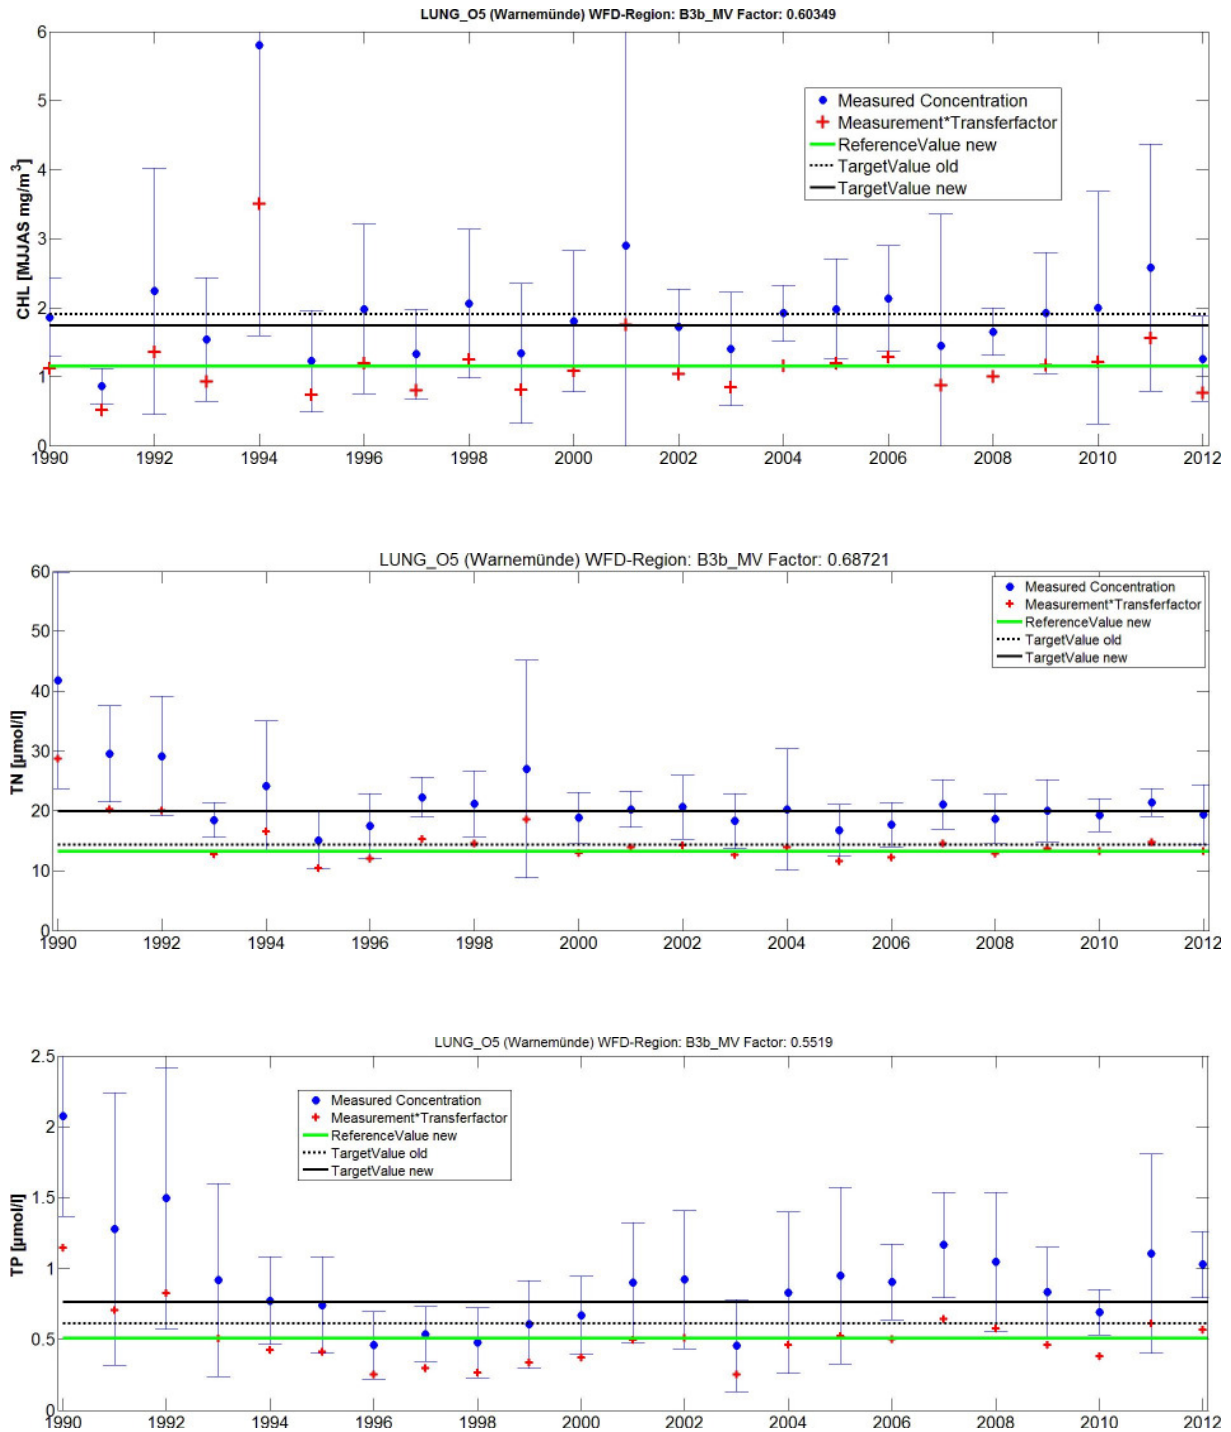 LUNG_O5 (Warnemünde) WFD-Region: B3b_MV Factor: 0.60349
6
5
4
3
2
1
0
CHL [MJJAS mg/m³]
Measured Concentration
Measurement*Transferfactor
ReferenceValue new
TargetValue old
TargetValue new
1990 1992 1994 1996 1998 2000 2002 2004 2006 2008 2010 2012
LUNG_O5 (Warnemünde) WFD-Region: B3b_MV Factor: 0.68721
60
50
40
30
20
10
0
TN [µmol/l]
Measured Concentration
Measurement*Transferfactor
ReferenceValue new
TargetValue old
TargetValue new
1990 1992 1994 1996 1998 2000 2002 2004 2006 2008 2010 2012
LUNG_O5 (Warnemünde) WFD-Region: B3b_MV Factor: 0.5519
2.5
2
1.5
1
0.5
0
TP [µmol/l]
Measured Concentration
Measurement*Transferfactor
ReferenceValue new
TargetValue old
TargetValue new
1990 1992 1994 1996 1998 2000 2002 2004 2006 2008 2010 2012